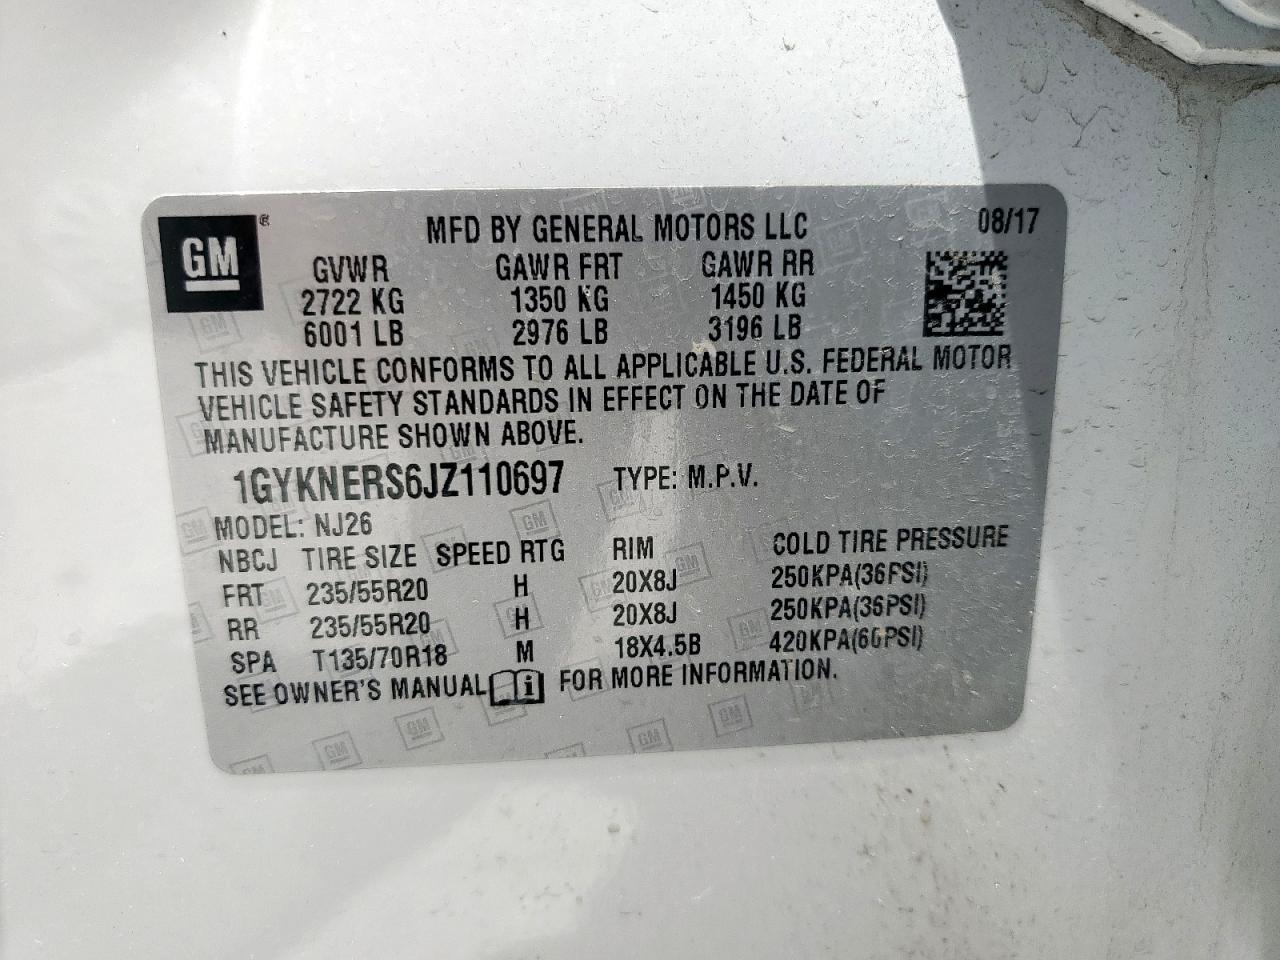 GM ® MFD BY GENERAL MOTORS LLC 08/17
GVWR GAWR FRT GAWR RR
2722 KG 1350 KG 1450 KG
6001 LB 2976 LB 3196 LB
THIS VEHICLE CONFORMS TO ALL APPLICABLE U.S. FEDERAL MOTOR
VEHICLE SAFETY STANDARDS IN EFFECT ON THE DATE OF
MANUFACTURE SHOWN ABOVE.
1GYKNERS6JZ110697 TYPE: M.P.V.
MODEL: NJ26
NBCJ TIRE SIZE SPEED RTG RIM COLD TIRE PRESSURE
FRT 235/55R20 H 20X8J 250KPA(36PSI)
RR 235/55R20 H 20X8J 250KPA(36PSI)
SPA T135/70R18 M 18X4.5B 420KPA(60PSI)
SEE OWNER'S MANUAL i FOR MORE INFORMATION.